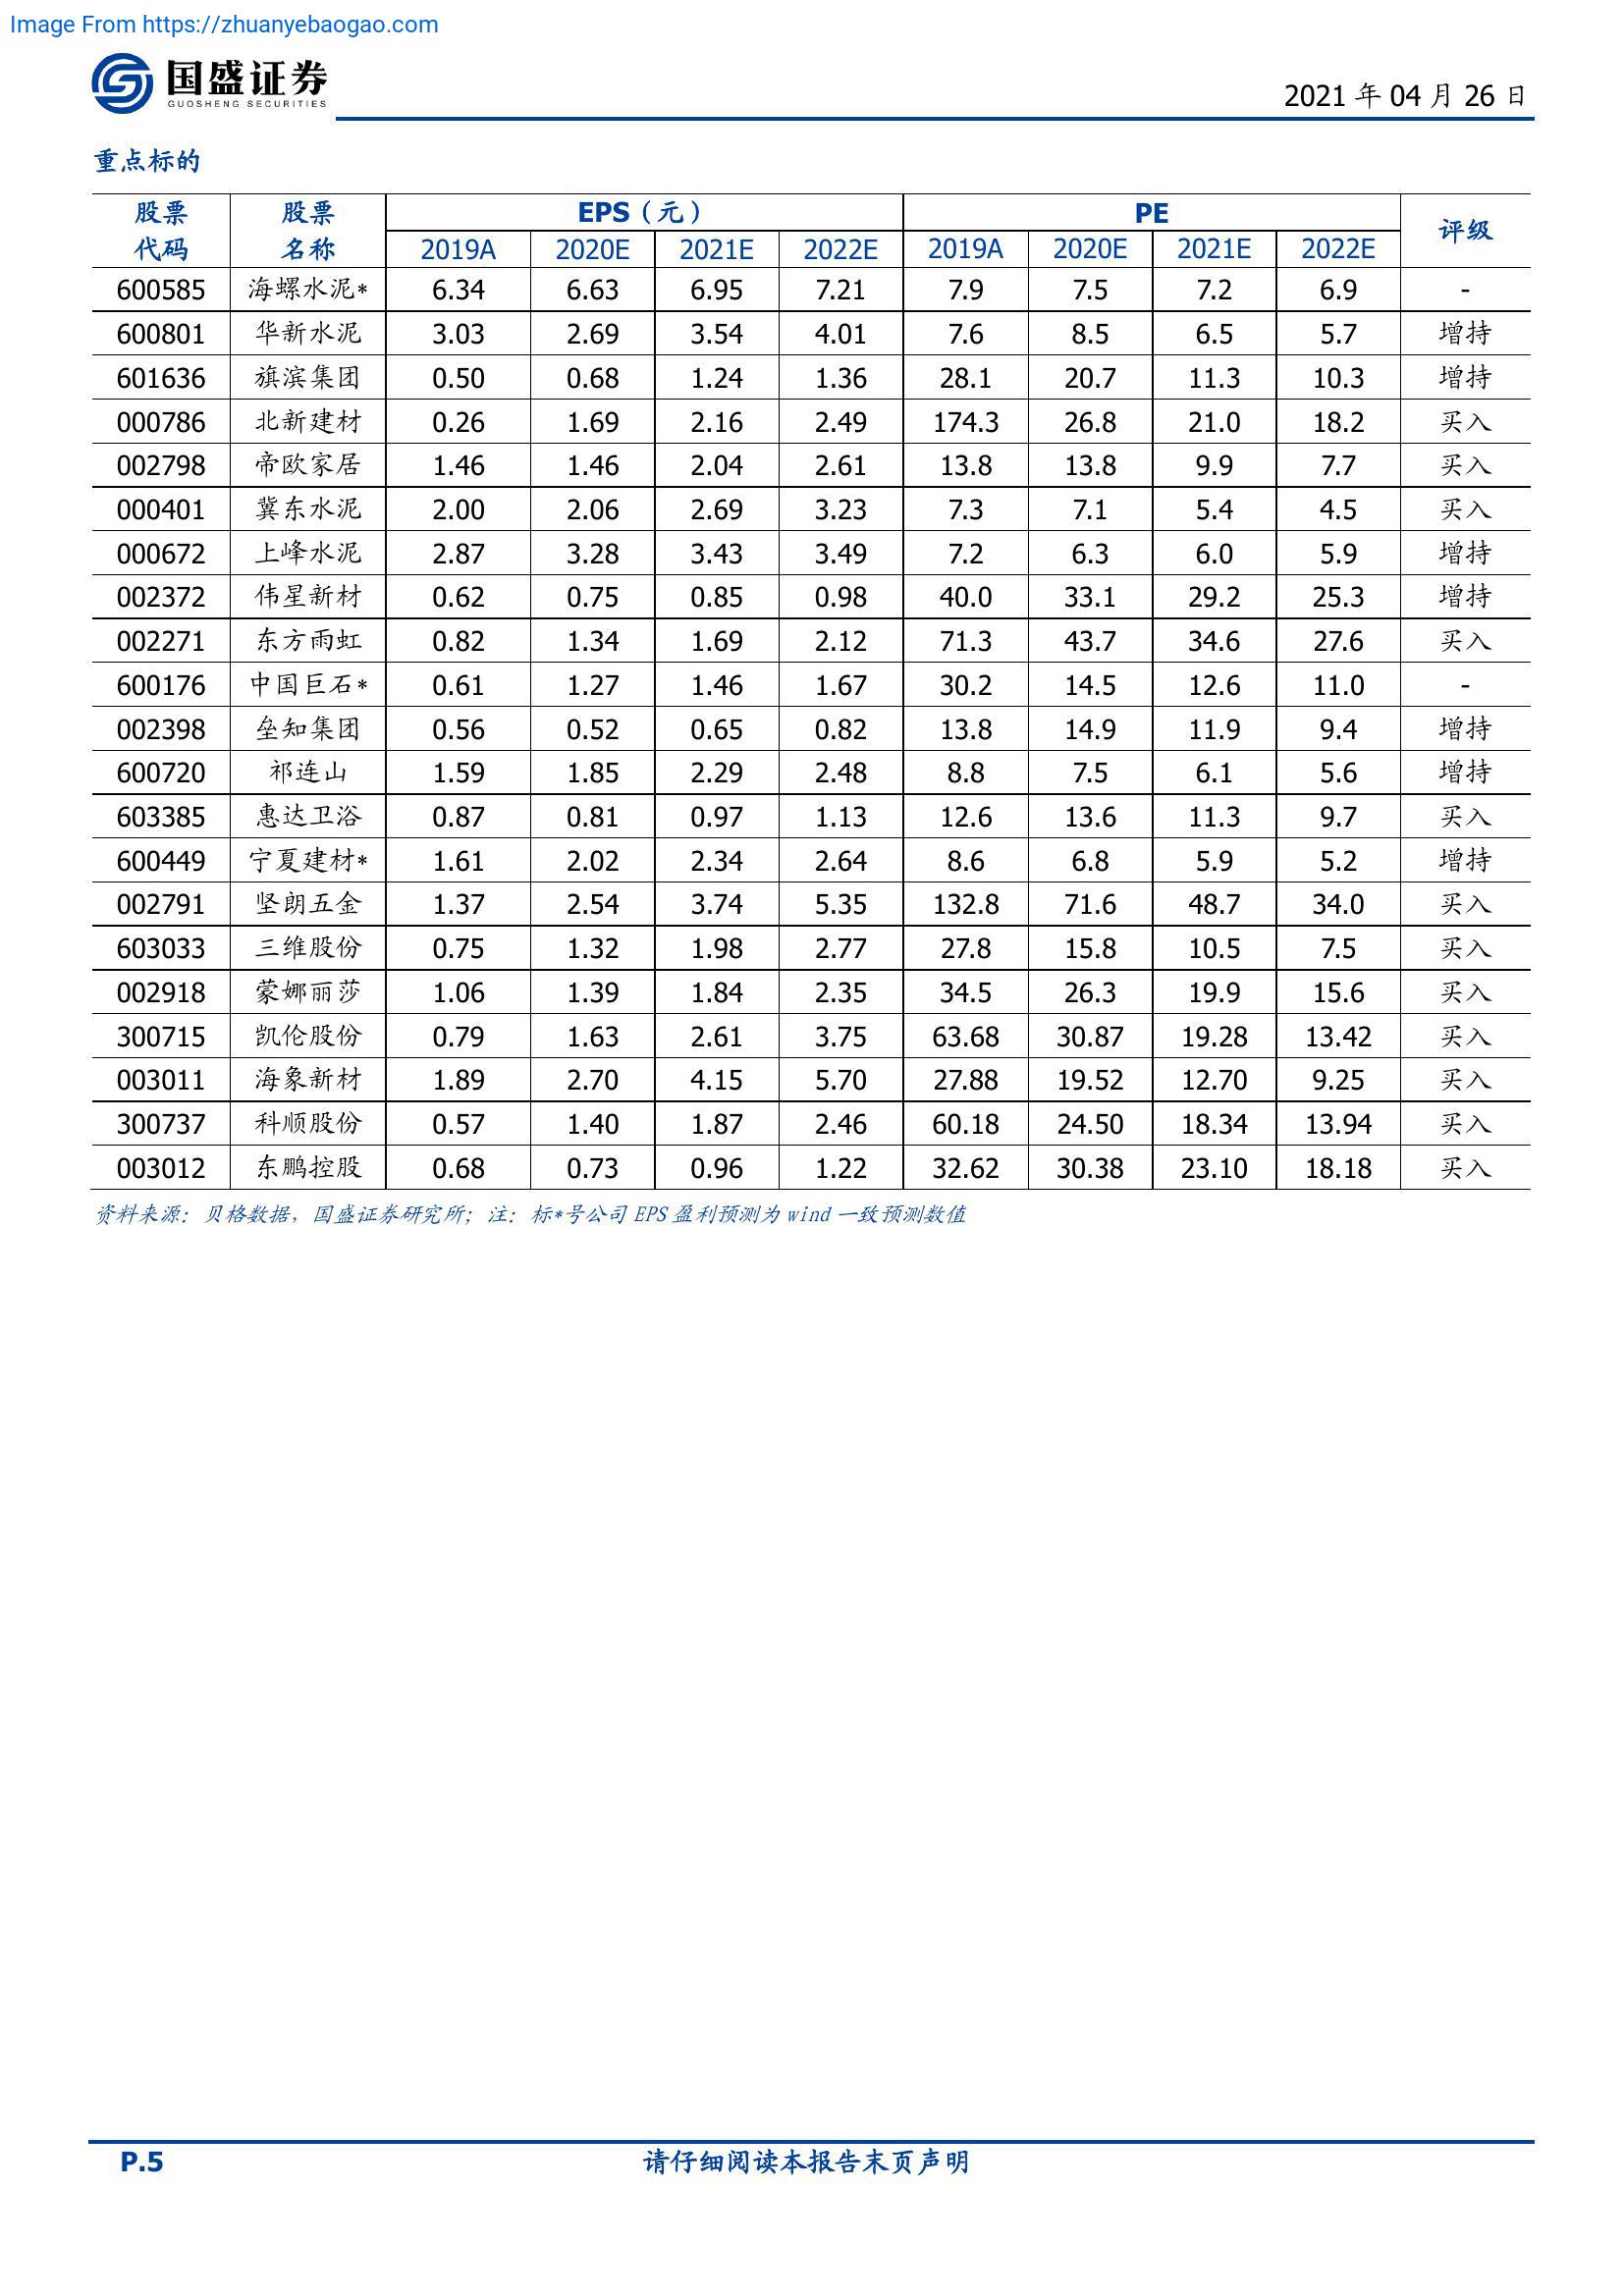 Image From https://zhuanyebaogao.com
国盛证券
GUOSHENG SECURITIES
2021 年 04 月 26 日
重点标的
股票 股票 EPS（元） PE 评级
代码 名称 2019A 2020E 2021E 2022E 2019A 2020E 2021E 2022E
600585 海螺水泥* 6.34 6.63 6.95 7.21 7.9 7.5 7.2 6.9 -
600801 华新水泥 3.03 2.69 3.54 4.01 7.6 8.5 6.5 5.7 增持
601636 旗滨集团 0.50 0.68 1.24 1.36 28.1 20.7 11.3 10.3 增持
000786 北新建材 0.26 1.69 2.16 2.49 174.3 26.8 21.0 18.2 买入
002798 帝欧家居 1.46 1.46 2.04 2.61 13.8 13.8 9.9 7.7 买入
000401 冀东水泥 2.00 2.06 2.69 3.23 7.3 7.1 5.4 4.5 买入
000672 上峰水泥 2.87 3.28 3.43 3.49 7.2 6.3 6.0 5.9 增持
002372 伟星新材 0.62 0.75 0.85 0.98 40.0 33.1 29.2 25.3 增持
002271 东方雨虹 0.82 1.34 1.69 2.12 71.3 43.7 34.6 27.6 买入
600176 中国巨石* 0.61 1.27 1.46 1.67 30.2 14.5 12.6 11.0 -
002398 垒知集团 0.56 0.52 0.65 0.82 13.8 14.9 11.9 9.4 增持
600720 祁连山 1.59 1.85 2.29 2.48 8.8 7.5 6.1 5.6 增持
603385 惠达卫浴 0.87 0.81 0.97 1.13 12.6 13.6 11.3 9.7 买入
600449 宁夏建材* 1.61 2.02 2.34 2.64 8.6 6.8 5.9 5.2 增持
002791 坚朗五金 1.37 2.54 3.74 5.35 132.8 71.6 48.7 34.0 买入
603033 三维股份 0.75 1.32 1.98 2.77 27.8 15.8 10.5 7.5 买入
002918 蒙娜丽莎 1.06 1.39 1.84 2.35 34.5 26.3 19.9 15.6 买入
300715 凯伦股份 0.79 1.63 2.61 3.75 63.68 30.87 19.28 13.42 买入
003011 海象新材 1.89 2.70 4.15 5.70 27.88 19.52 12.70 9.25 买入
300737 科顺股份 0.57 1.40 1.87 2.46 60.18 24.50 18.34 13.94 买入
003012 东鹏控股 0.68 0.73 0.96 1.22 32.62 30.38 23.10 18.18 买入
资料来源：贝格数据，国盛证券研究所；注：标*号公司 EPS 盈利预测为 wind 一致预测数值
P.5 请仔细阅读本报告末页声明